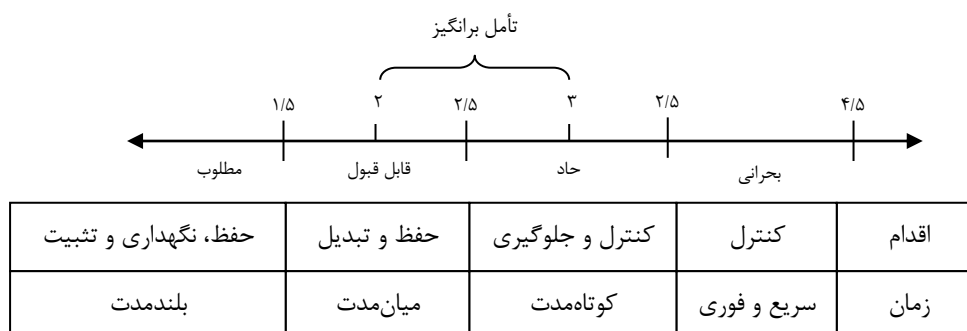 تأمل برانگیز
۱/۵ ۲ ۲/۵ ۳ ۲/۵ ۴/۵
مطلوب قابل قبول حاد بحرانی
اقدام کنترل کنترل و جلوگیری حفظ و تبدیل حفظ، نگهداری و تثبیت
زمان سریع و فوری کوتاه‌مدت میان‌مدت بلندمدت